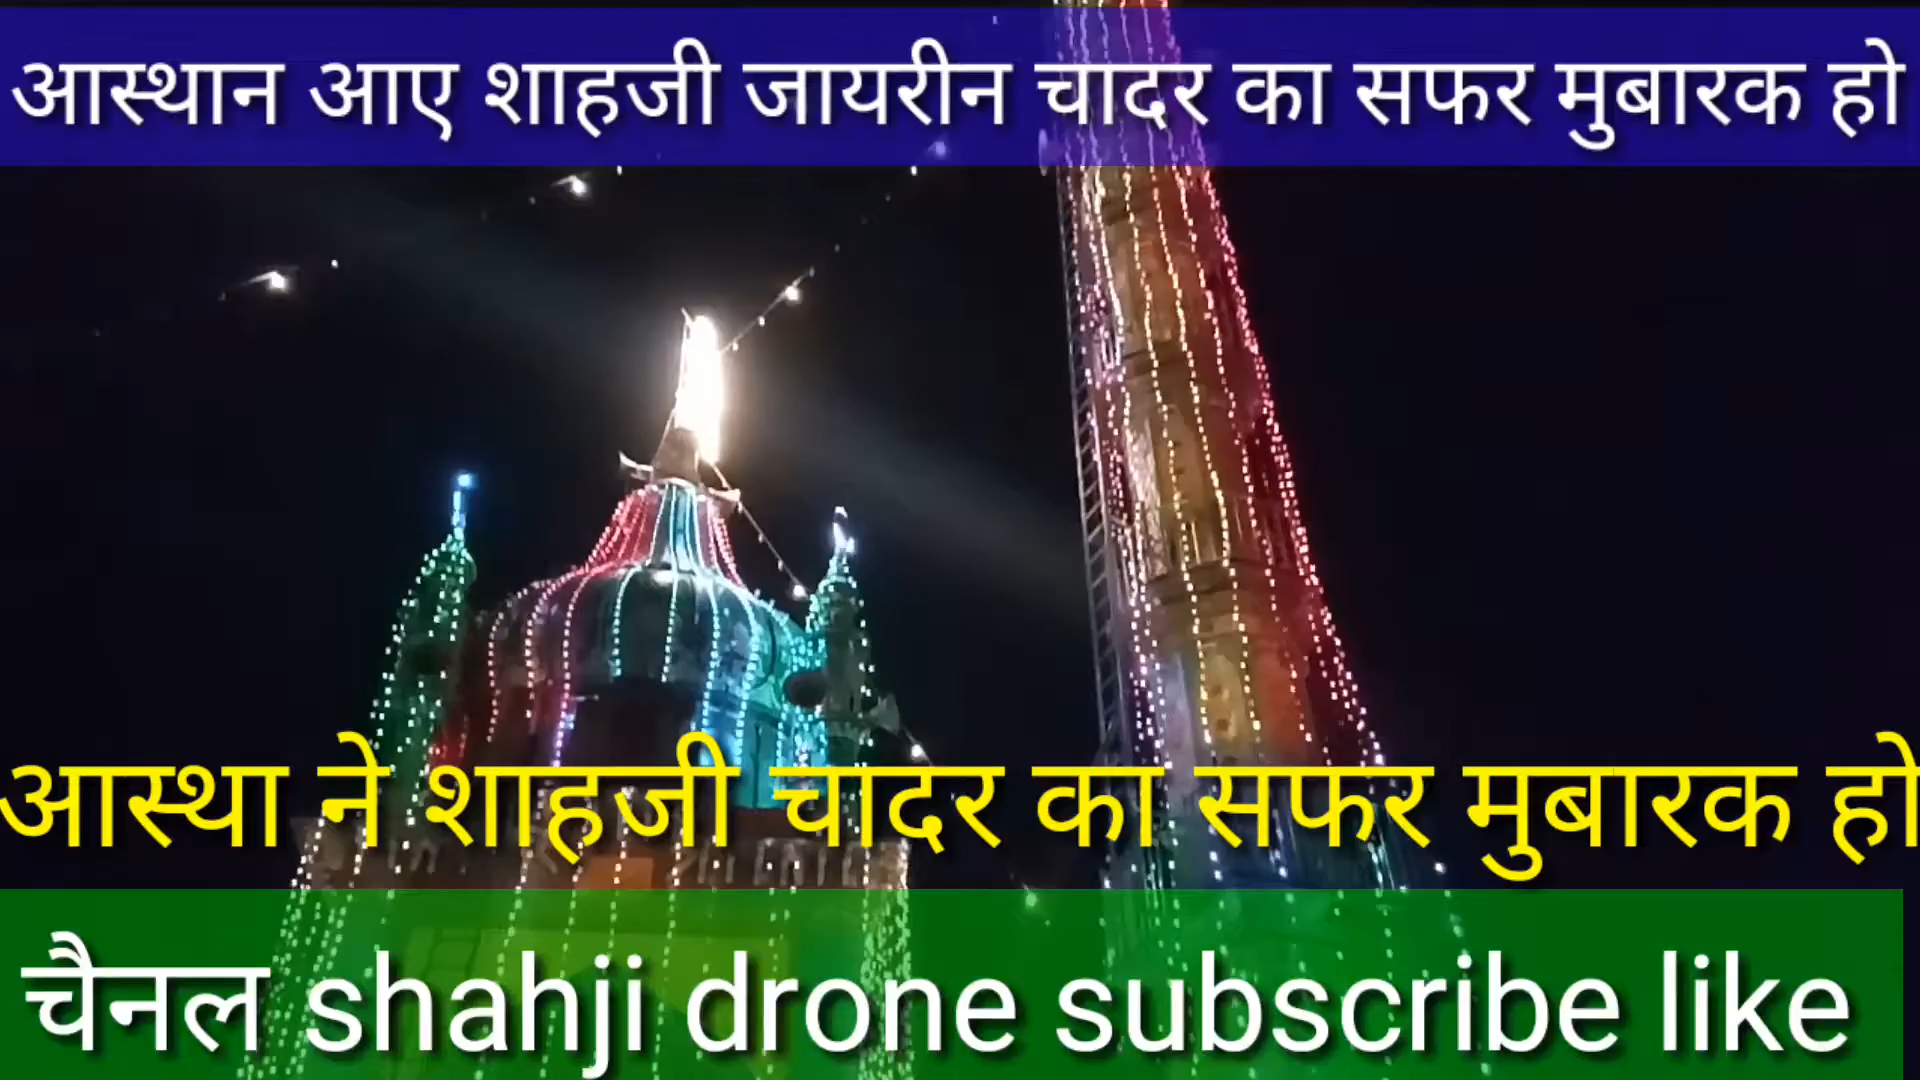 आस्थान आए शाहजी जायरीन चादर का सफर मुबारक हो
आस्था ने शाहजी चादर का सफर मुबारक हो
चैनल shahji drone subscribe like